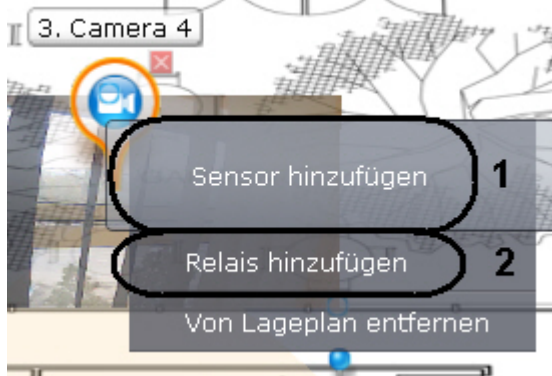 3. Camera 4
Sensor hinzufügen 1
Relais hinzufügen 2
Von Lageplan entfernen